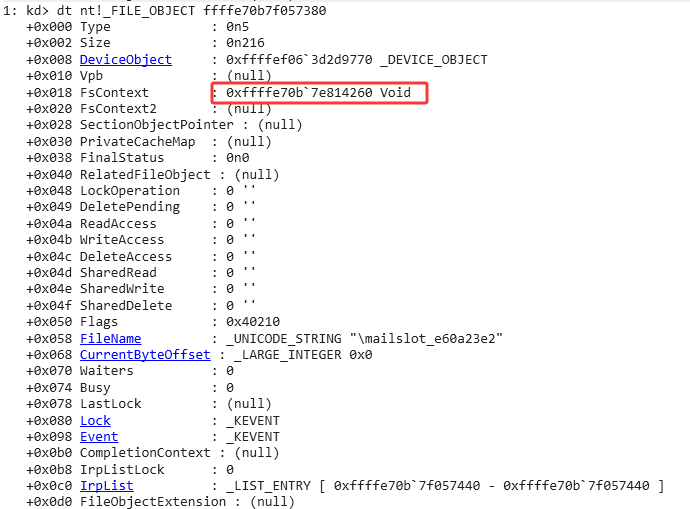 1: kd> dt nt!_FILE_OBJECT ffffe70b7f057380
+0x000 Type : 0n5
+0x002 Size : 0n216
+0x008 DeviceObject : 0xffffef06`3d2d9770 _DEVICE_OBJECT
+0x010 Vpb : (null)
+0x018 FsContext : 0xffffe70b`7e814260 Void
+0x020 FsContext2 : (null)
+0x028 SectionObjectPointer : (null)
+0x030 PrivateCacheMap : (null)
+0x038 FinalStatus : 0n0
+0x040 RelatedFileObject : (null)
+0x048 LockOperation : 0 ''
+0x049 DeletePending : 0 ''
+0x04a ReadAccess : 0 ''
+0x04b WriteAccess : 0 ''
+0x04c DeleteAccess : 0 ''
+0x04d SharedRead : 0 ''
+0x04e SharedWrite : 0 ''
+0x04f SharedDelete : 0 ''
+0x050 Flags : 0x40210
+0x058 FileName : _UNICODE_STRING "\mailslot_e60a23e2"
+0x068 CurrentByteOffset : _LARGE_INTEGER 0x0
+0x070 Waiters : 0
+0x074 Busy : 0
+0x078 LastLock : (null)
+0x080 Lock : _KEVENT
+0x098 Event : _KEVENT
+0x0b0 CompletionContext : (null)
+0x0b8 IrpListLock : 0
+0x0c0 IrpList : _LIST_ENTRY [ 0xffffe70b`7f057440 - 0xffffe70b`7f057440 ]
+0x0d0 FileObjectExtension : (null)